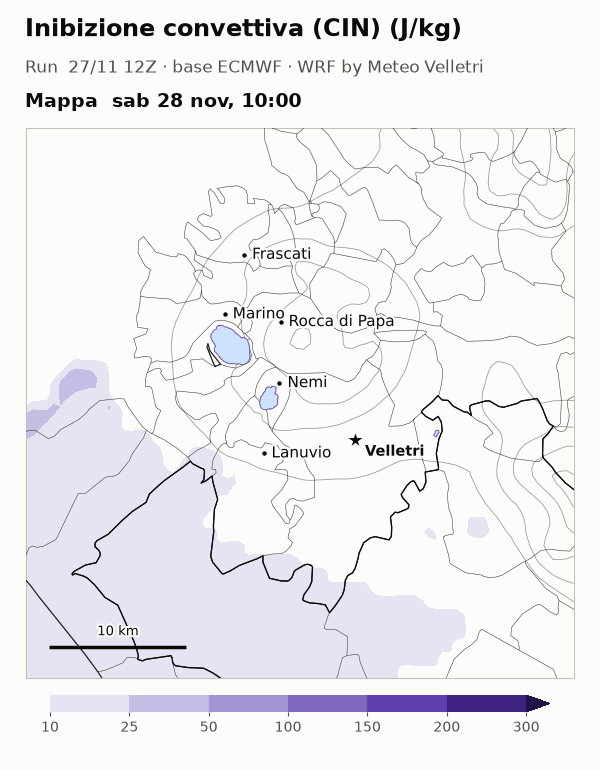 Inibizione convettiva (CIN) (J/kg)
Run  27/11 12Z · base ECMWF · WRF by Meteo Velletri
Mappa  sab 28 nov, 10:00
Frascati
Marino
Rocca di Papa
Nemi
Velletri
Lanuvio
10 km
10 25 50 100 150 200 300